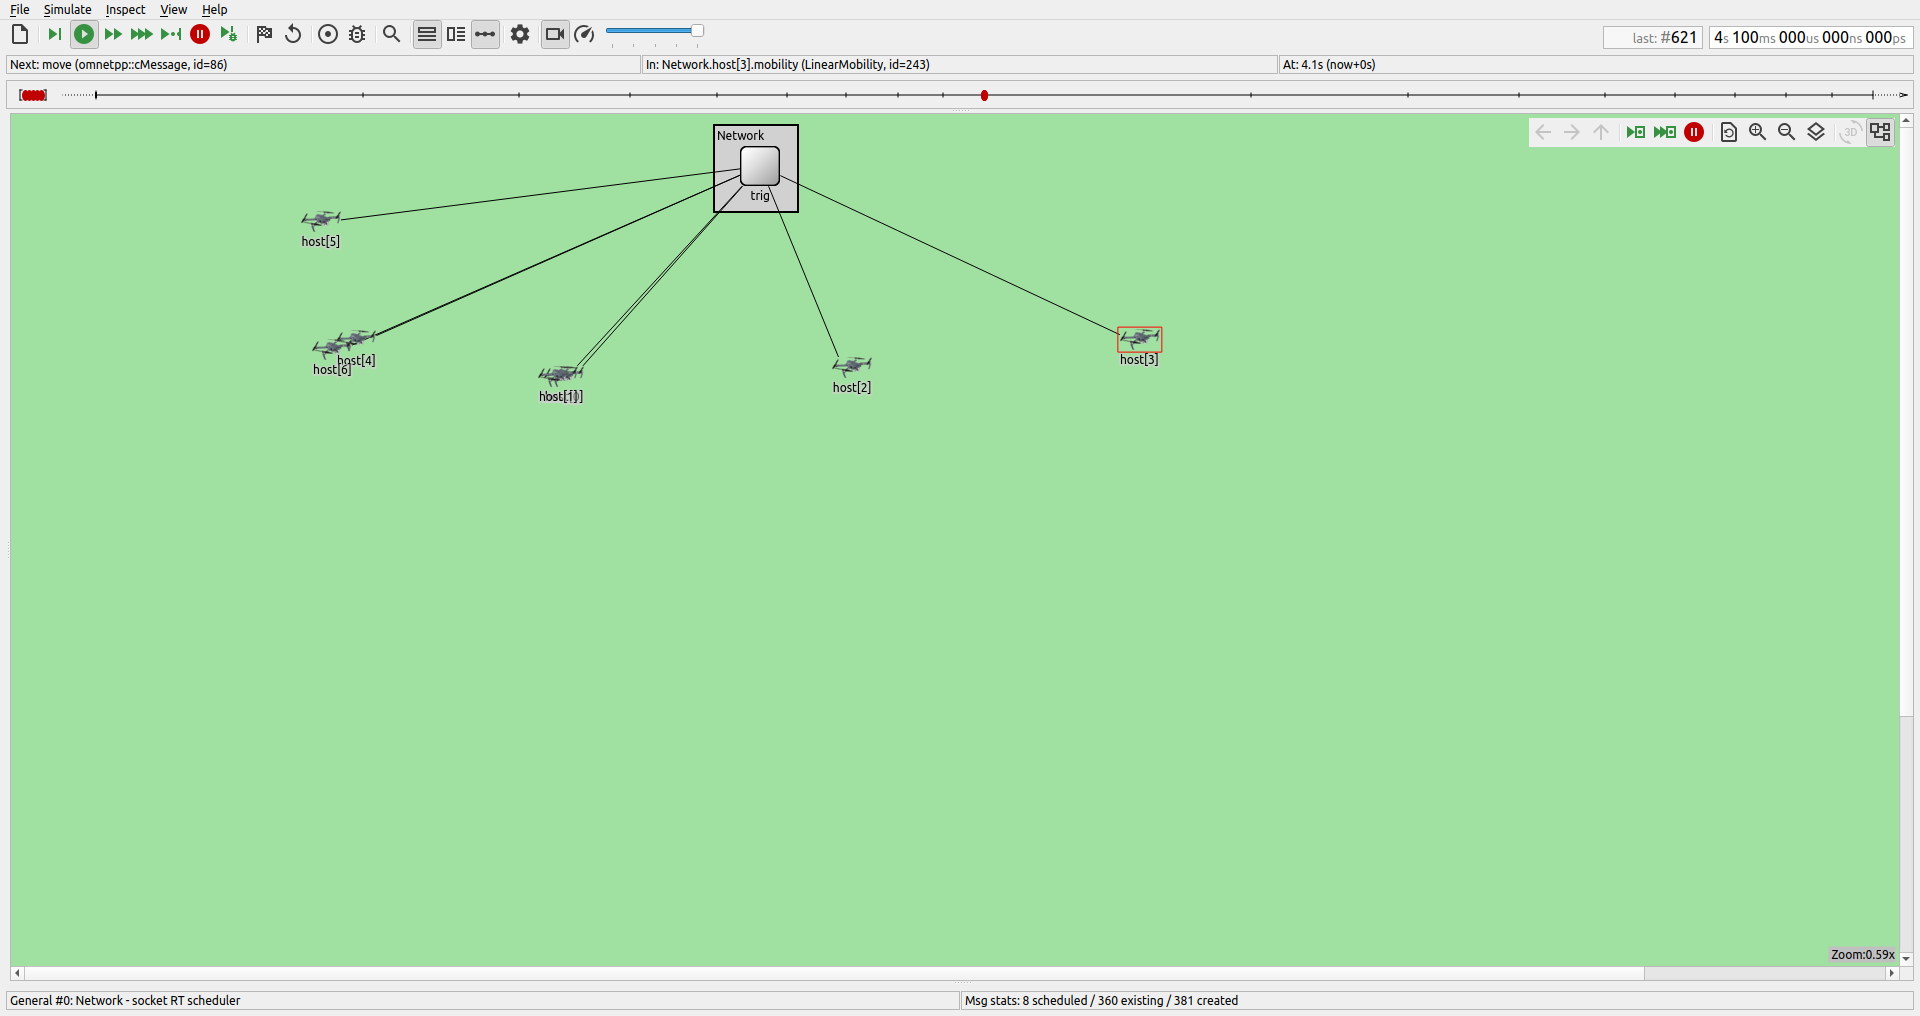 File Simulate Inspect View Help
last: #621 4s 100ms 000us 000ns 000ps
Next: move (omnetpp::cMessage, id=86) In: Network.host[3].mobility (LinearMobility, id=243) At: 4.1s (now+0s)
Network
3D
trig
host[5]
host[4]
host[6]
host[3]
host[2]
host[1]
Zoom:0.59x
General #0: Network - socket RT scheduler Msg stats: 8 scheduled / 360 existing / 381 created